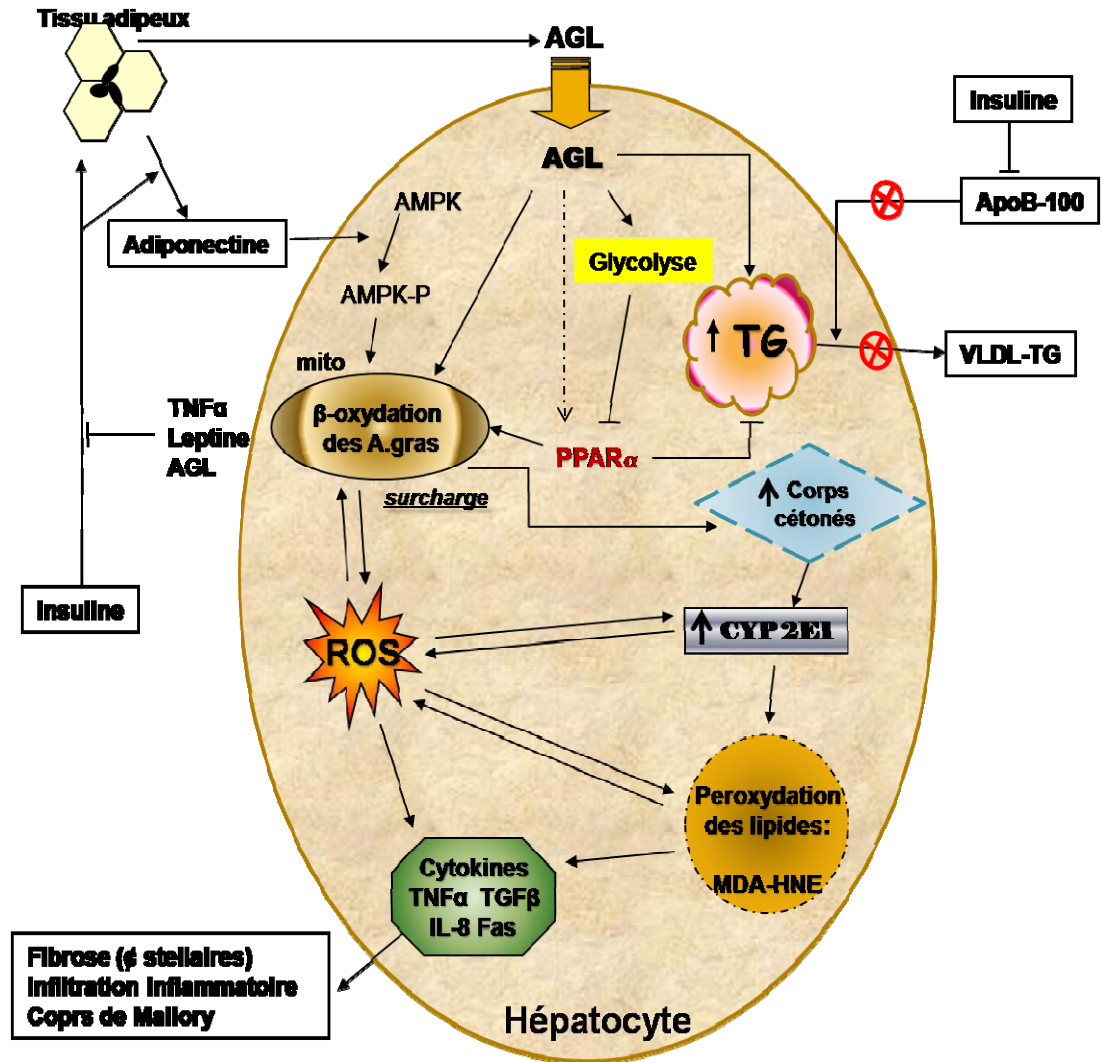 Tissu adipeux
AGL
Insuline
AGL
ApoB-100
AMPK
Adiponectine
Glycolyse
AMPK-P
↑ TG
VLDL-TG
mito
TNFα
Leptine
AGL
β-oxydation
des A.gras
PPARα
surcharge
↑ Corps
cétonés
Insuline
ROS
↑ CYP 2E1
Peroxydation
des lipides:
MDA-HNE
Cytokines
TNFα TGFβ
IL-8 Fas
Fibrose (¢ stellaires)
Infiltration Inflammatoire
Coprs de Mallory
Hépatocyte